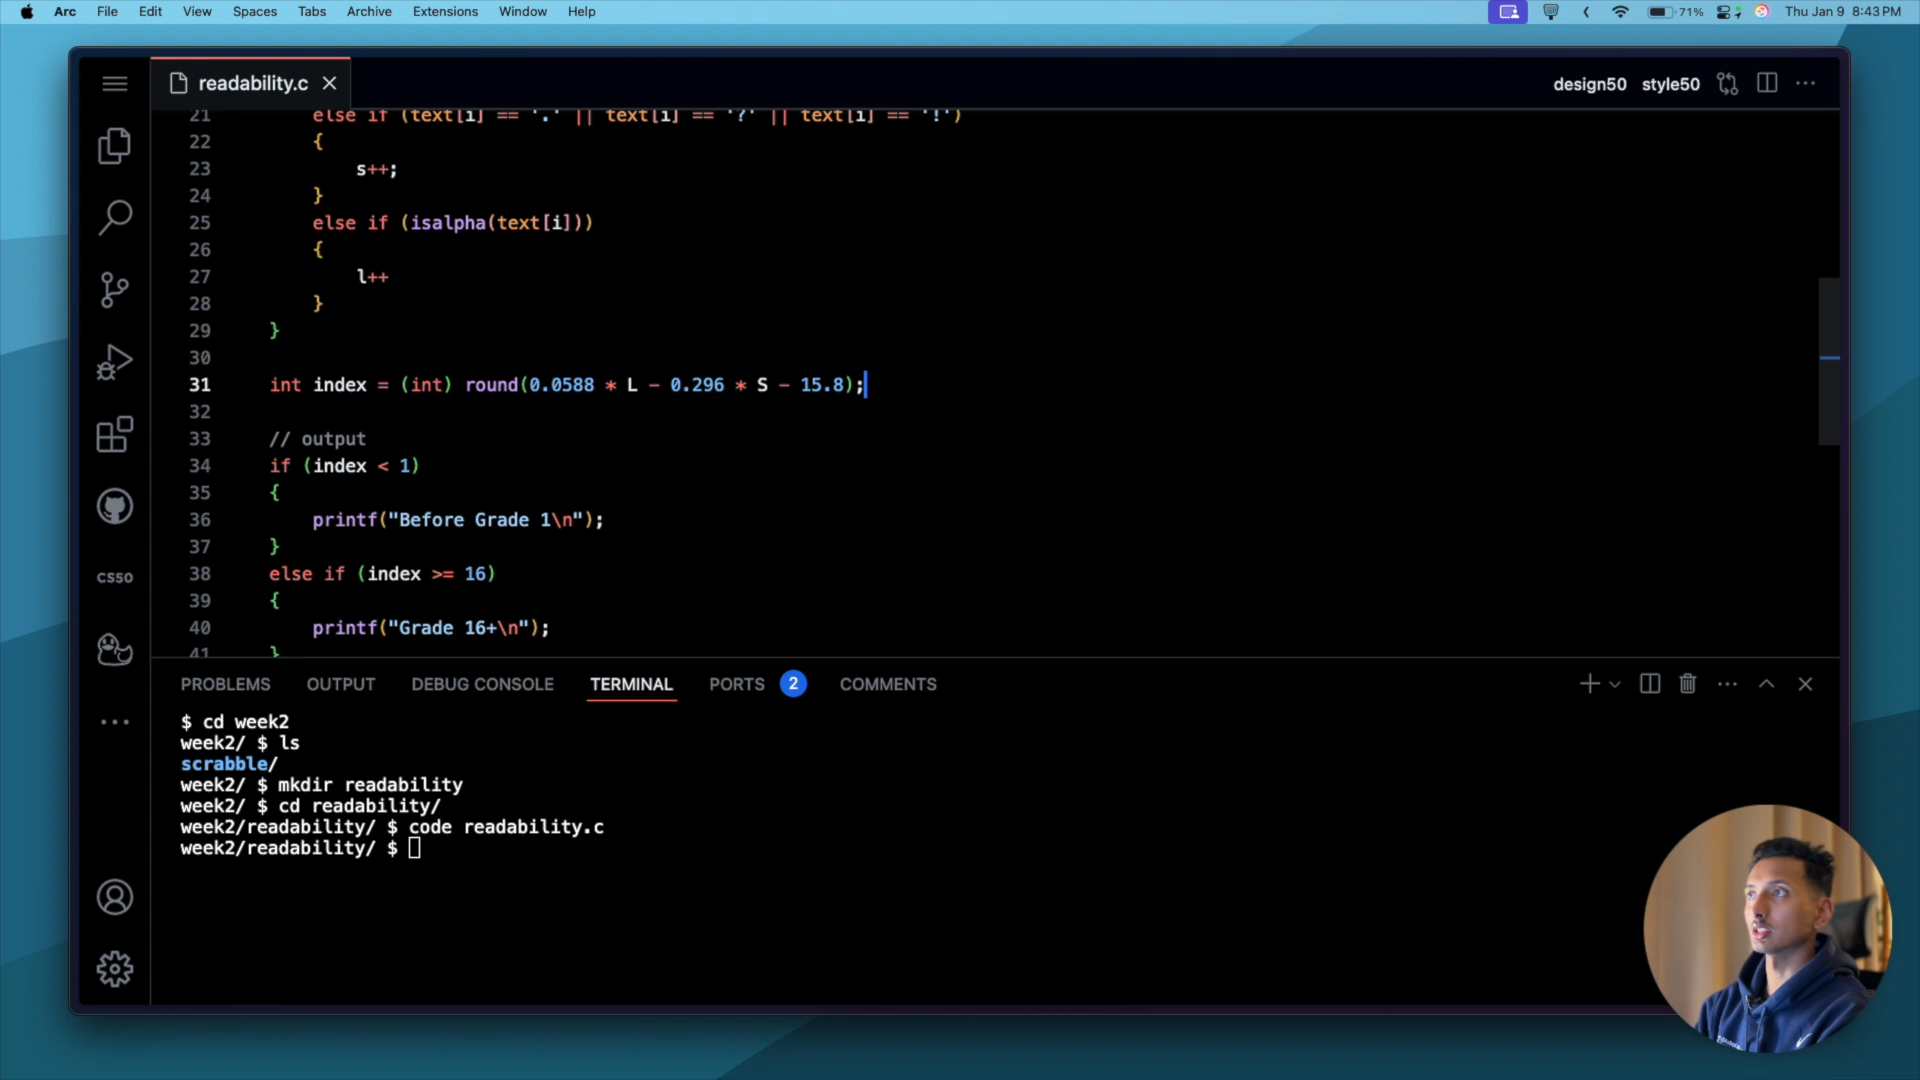 Arc File Edit View Spaces Tabs Archive Extensions Window Help 71% Thu Jan 9 8:43 PM
readability.c design50 style50
21 else if (text[i] == '.' || text[i] == '?' || text[i] == '!')
22 {
23 s++;
24 }
25 else if (isalpha(text[i]))
26 {
27 l++
28 }
29 }
30
31 int index = (int) round(0.0588 * L - 0.296 * S - 15.8);
32
33 // output
34 if (index < 1)
35 {
36 printf("Before Grade 1\n");
37 }
38 else if (index >= 16)
39 {
40 printf("Grade 16+\n");
41 }
CS50
PROBLEMS OUTPUT DEBUG CONSOLE TERMINAL PORTS 2 COMMENTS
$ cd week2
week2/ $ ls
scrabble/
week2/ $ mkdir readability
week2/ $ cd readability/
week2/readability/ $ code readability.c
week2/readability/ $